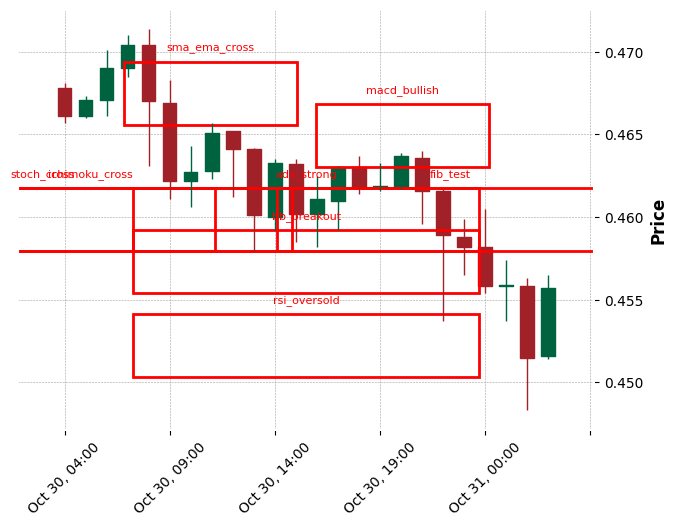 sma_ema_cross
macd_bullish
stoch_cross
ichimoku_cross
adx_strong
fib_test
rsi_oversold
0.470
0.465
0.460
0.455
0.450
Price
Oct 30, 04:00
Oct 30, 09:00
Oct 30, 14:00
Oct 30, 19:00
Oct 31, 00:00